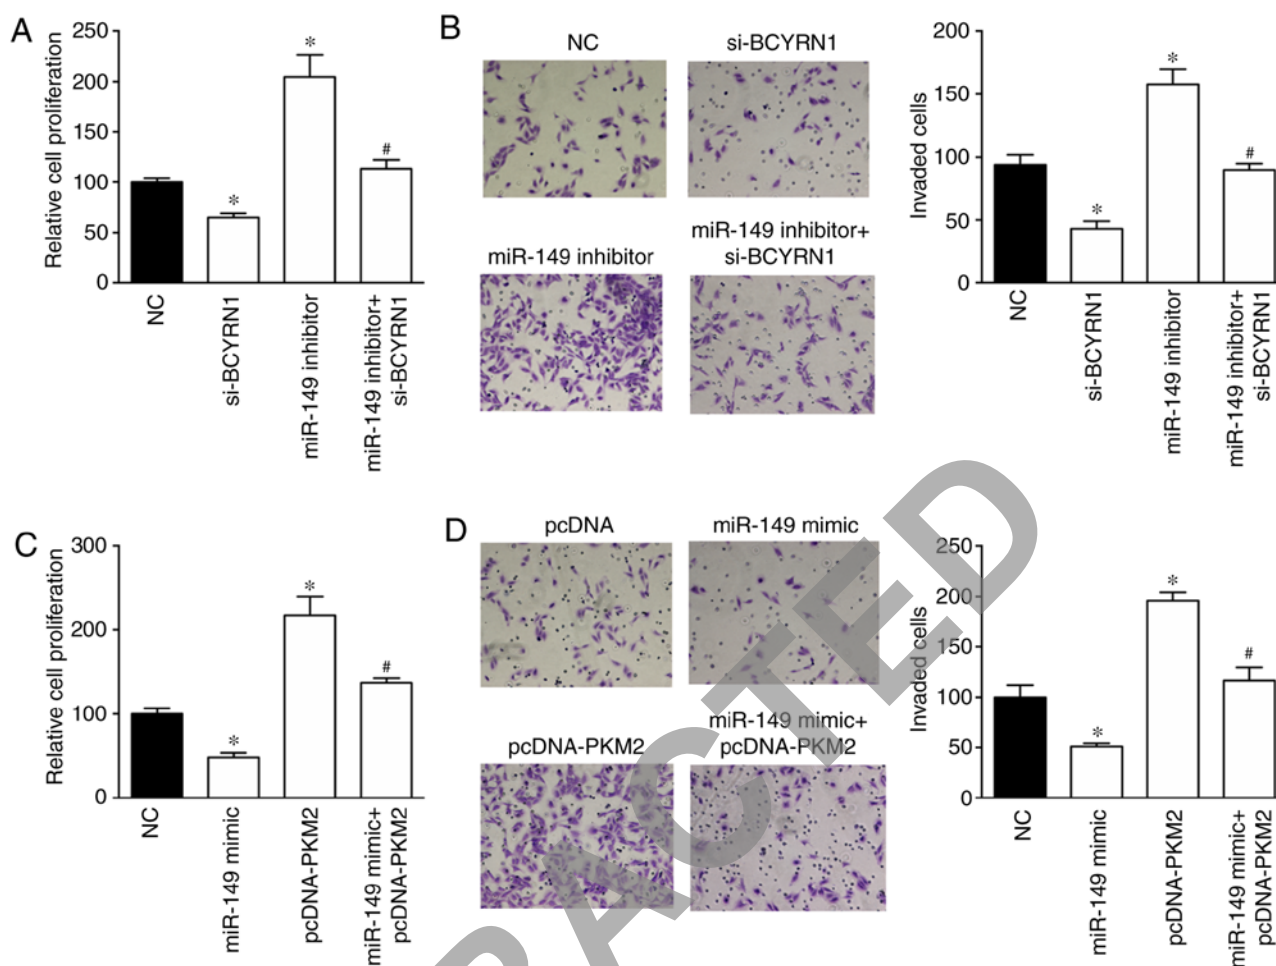 A
Relative cell proliferation
250
200
150
100
50
0
*
*
#
NC
si-BCYRN1
miR-149 inhibitor
miR-149 inhibitor+
si-BCYRN1
B
NC
si-BCYRN1
miR-149 inhibitor
miR-149 inhibitor+
si-BCYRN1
Invaded cells
200
150
100
50
0
*
*
#
NC
si-BCYRN1
miR-149 inhibitor
miR-149 inhibitor+
si-BCYRN1
C
Relative cell proliferation
300
200
100
0
*
*
#
NC
miR-149 mimic
pcDNA-PKM2
miR-149 mimic+
pcDNA-PKM2
D
pcDNA
miR-149 mimic
pcDNA-PKM2
miR-149 mimic+
pcDNA-PKM2
Invaded cells
250
200
150
100
50
0
*
*
#
NC
miR-149 mimic
pcDNA-PKM2
miR-149 mimic+
pcDNA-PKM2
RACTED